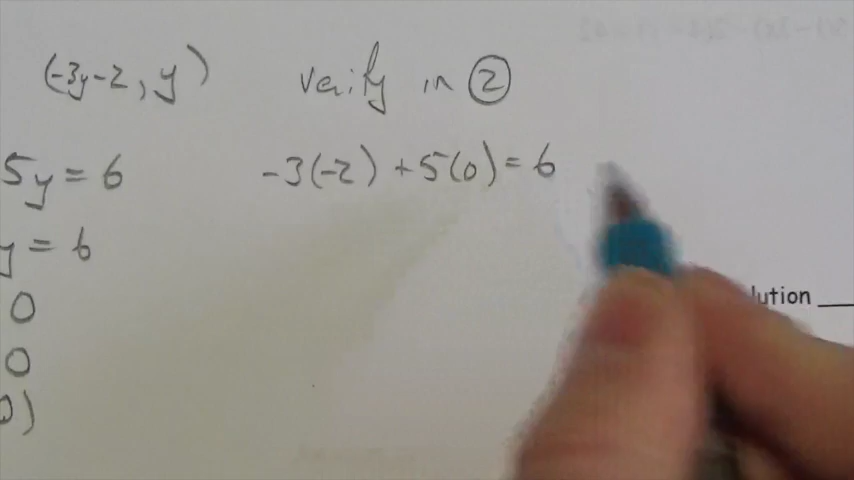 (-3y-2, y) verify in ②
5y = 6 -3(-2) + 5(0) = 6
y = 6
0
lution
0
0)